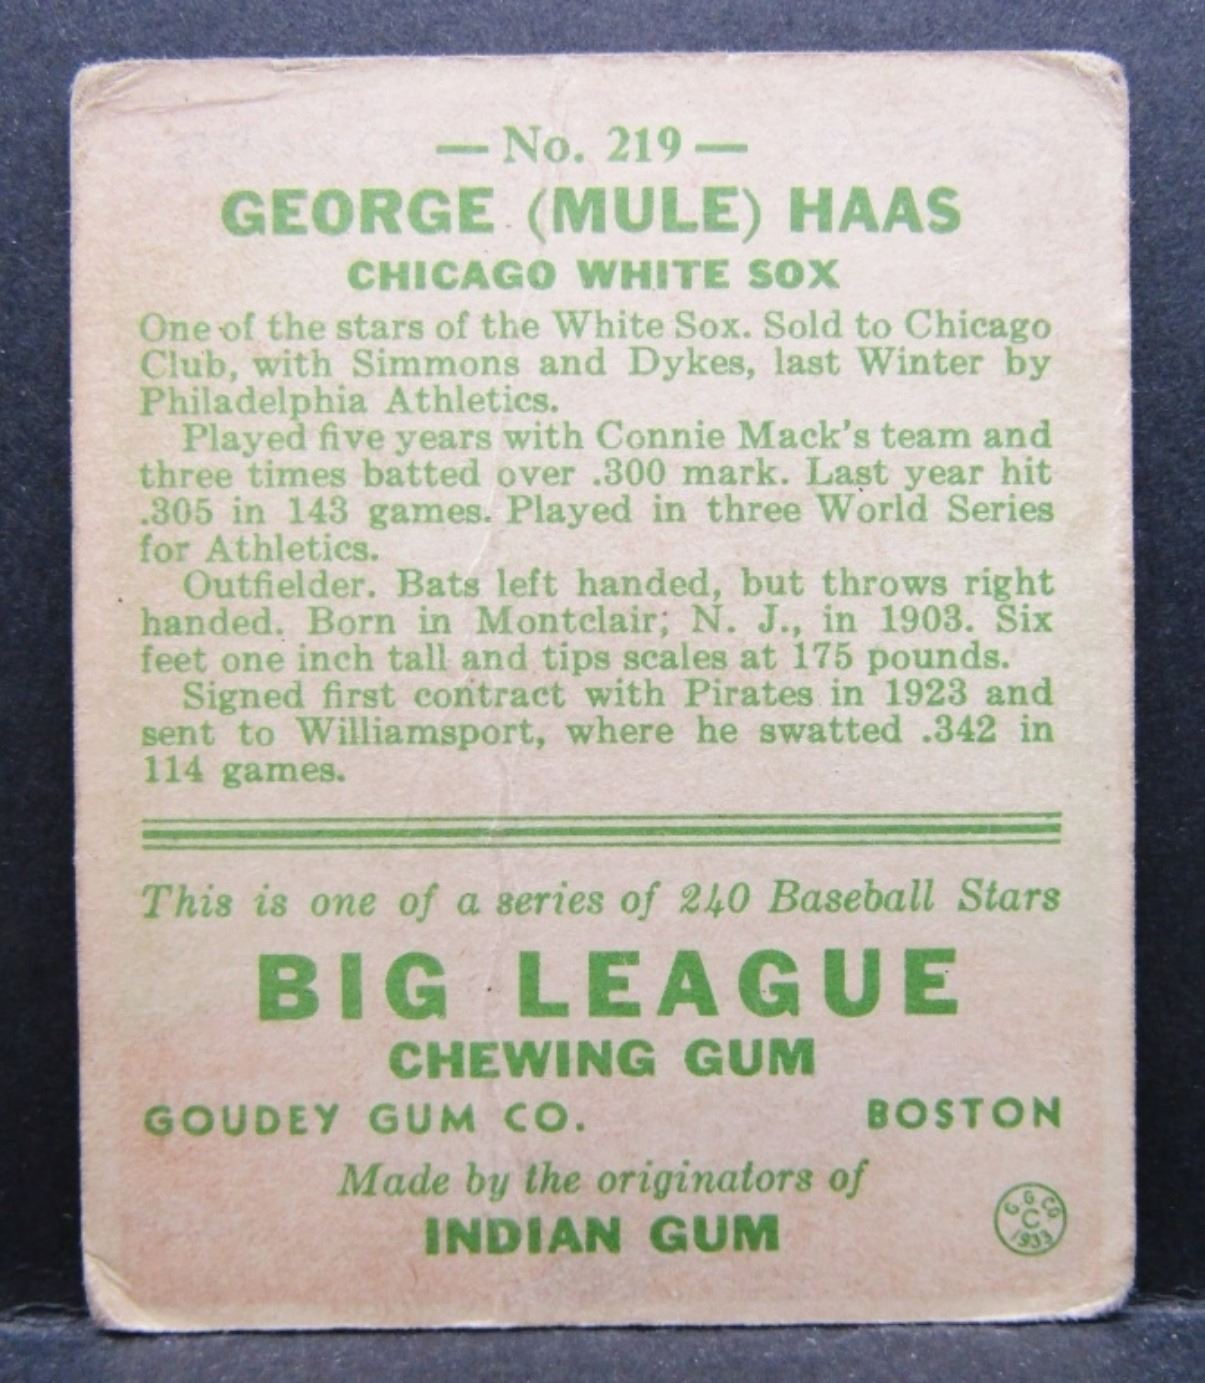 — No. 219 —
GEORGE (MULE) HAAS
CHICAGO WHITE SOX
One of the stars of the White Sox. Sold to Chicago
Club, with Simmons and Dykes, last Winter by
Philadelphia Athletics.
Played five years with Connie Mack's team and
three times batted over .300 mark. Last year hit
.305 in 143 games. Played in three World Series
for Athletics.
Outfielder. Bats left handed, but throws right
handed. Born in Montclair, N. J., in 1903. Six
feet one inch tall and tips scales at 175 pounds.
Signed first contract with Pirates in 1923 and
sent to Williamsport, where he swatted .342 in
114 games.
This is one of a series of 240 Baseball Stars
BIG LEAGUE
CHEWING GUM
GOUDEY GUM CO. BOSTON
Made by the originators of
INDIAN GUM
G. G. CO.
C
1933